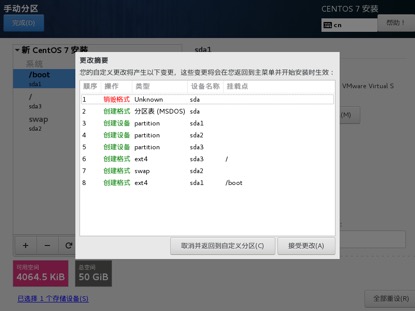 手动分区
CENTOS 7 安装
完成(D)
cn
帮助！
新 CentOS 7 安装
sda1
系统
/boot
sda1
/
sda3
swap
sda2
VMware Virtual S
更改摘要
您的自定义更改将产生以下变更，这些变更将会在您返回到主菜单并开始安装时生效：
顺序 操作 类型 设备名称 挂载点
1 销毁格式 Unknown sda
2 创建格式 分区表 (MSDOS) sda
3 创建设备 partition sda1
4 创建设备 partition sda2
5 创建设备 partition sda3
6 创建格式 ext4 sda3 /
7 创建格式 swap sda2
8 创建格式 ext4 sda1 /boot
取消并返回到自定义分区(C)
接受更改(A)
+ − 
可用空间
4064.5 KiB
总空间
50 GiB
已选择 1 个存储设备(S)
全部重设(R)